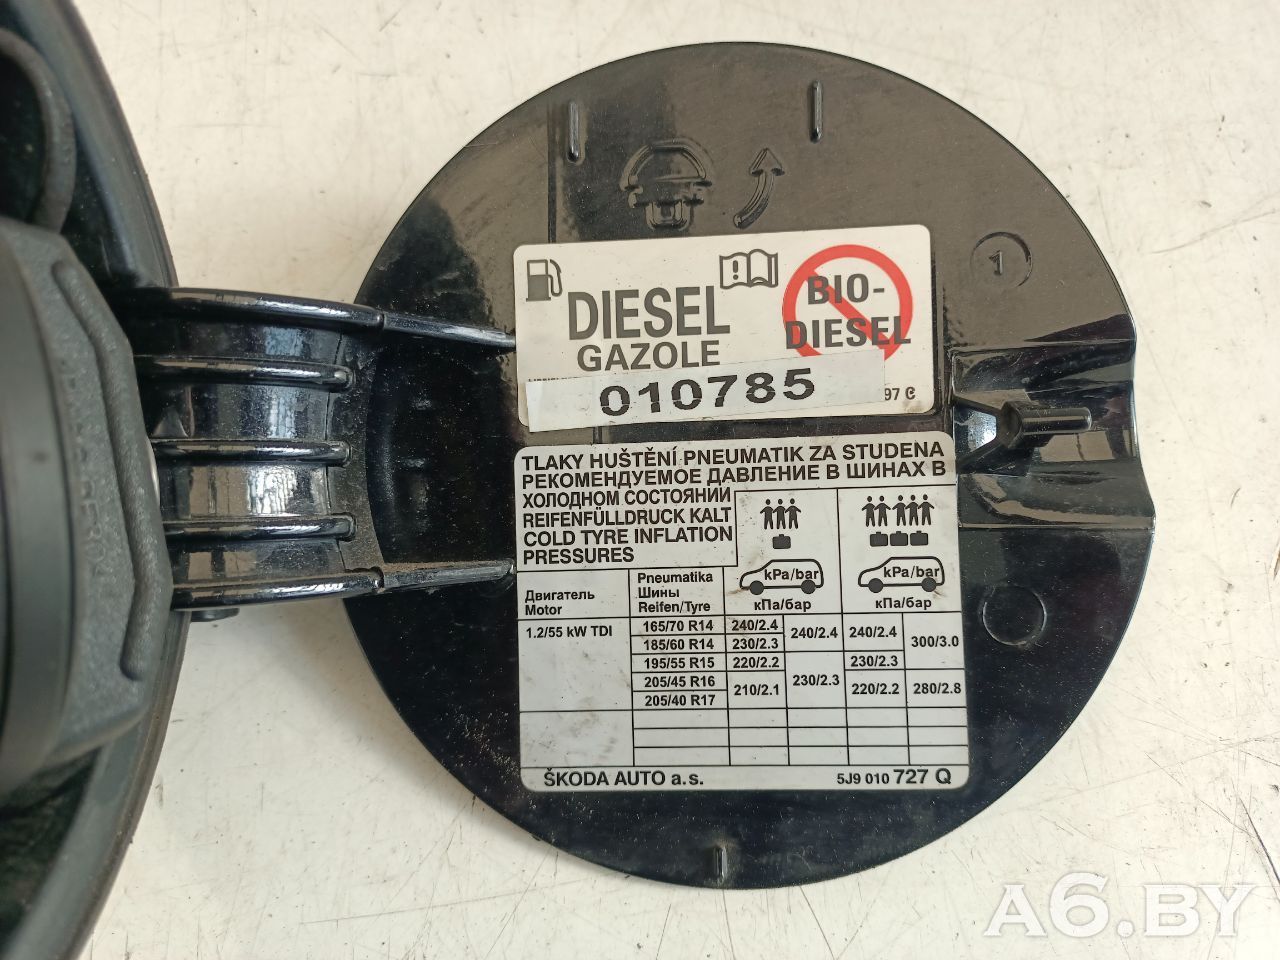 1
BIO-
DIESEL
DIESEL
GAZOLE
010785
97 C
TLAKY HUŠTĚNÍ PNEUMATIK ZA STUDENA
РЕКОМЕНДУЕМОЕ ДАВЛЕНИЕ В ШИНАХ В
ХОЛОДНОМ СОСТОЯНИИ
REIFENFÜLLDRUCK KALT
COLD TYRE INFLATION
PRESSURES
Двигатель
Motor
Pneumatika
Шины
Reifen/Tyre
kPa/bar
кПа/бар
kPa/bar
кПа/бар
1.2/55 kW TDI
165/70 R14 240/2.4 240/2.4 240/2.4 300/3.0
185/60 R14 230/2.3
195/55 R15 220/2.2 230/2.3 230/2.3
205/45 R16 210/2.1 220/2.2 280/2.8
205/40 R17
ŠKODA AUTO a.s. 5J9 010 727 Q
A6.BY